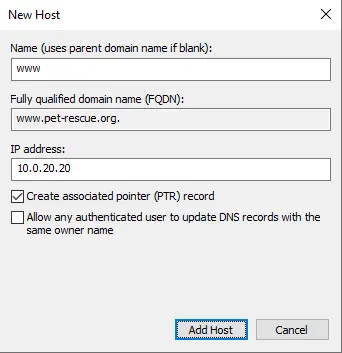 New Host
Name (uses parent domain name if blank):
www
Fully qualified domain name (FQDN):
www.pet-rescue.org.
IP address:
10.0.20.20
Create associated pointer (PTR) record
Allow any authenticated user to update DNS records with the
same owner name
Add Host
Cancel